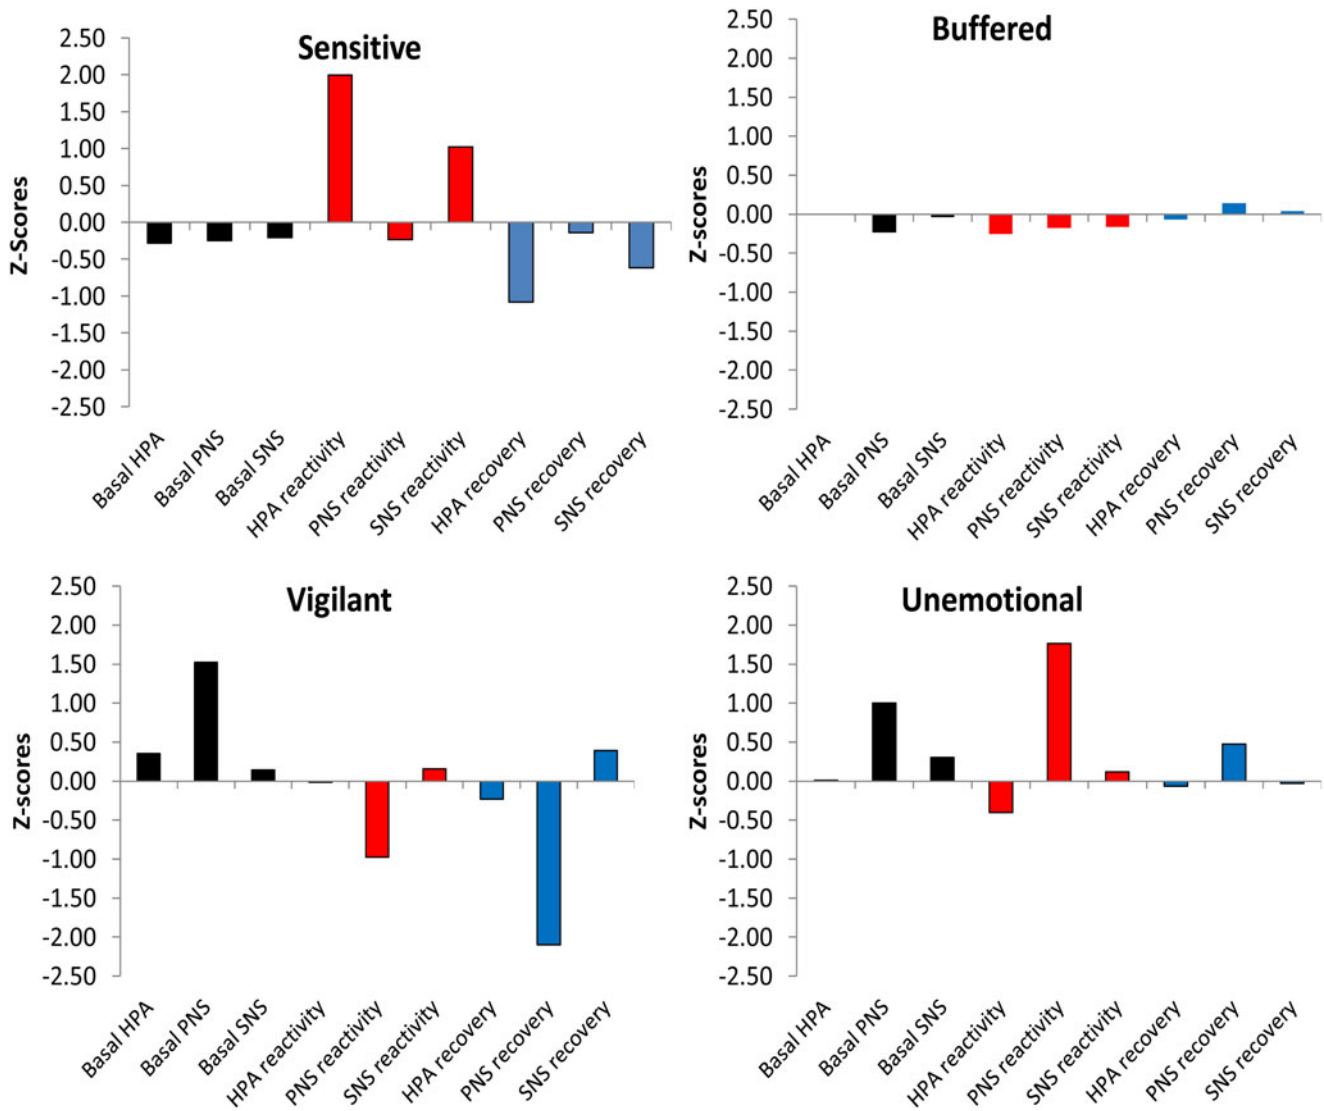 Sensitive
2.50
2.00
1.50
1.00
0.50
0.00
-0.50
-1.00
-1.50
-2.00
-2.50
Z-Scores
Basal HPA
Basal PNS
Basal SNS
HPA reactivity
PNS reactivity
SNS reactivity
HPA recovery
PNS recovery
SNS recovery
Buffered
2.50
2.00
1.50
1.00
0.50
0.00
-0.50
-1.00
-1.50
-2.00
-2.50
Z-scores
Basal HPA
Basal PNS
Basal SNS
HPA reactivity
PNS reactivity
SNS reactivity
HPA recovery
PNS recovery
SNS recovery
Vigilant
2.50
2.00
1.50
1.00
0.50
0.00
-0.50
-1.00
-1.50
-2.00
-2.50
Z-scores
Basal HPA
Basal PNS
Basal SNS
HPA reactivity
PNS reactivity
SNS reactivity
HPA recovery
PNS recovery
SNS recovery
Unemotional
2.50
2.00
1.50
1.00
0.50
0.00
-0.50
-1.00
-1.50
-2.00
-2.50
Z-scores
Basal HPA
Basal PNS
Basal SNS
HPA reactivity
PNS reactivity
SNS reactivity
HPA recovery
PNS recovery
SNS recovery